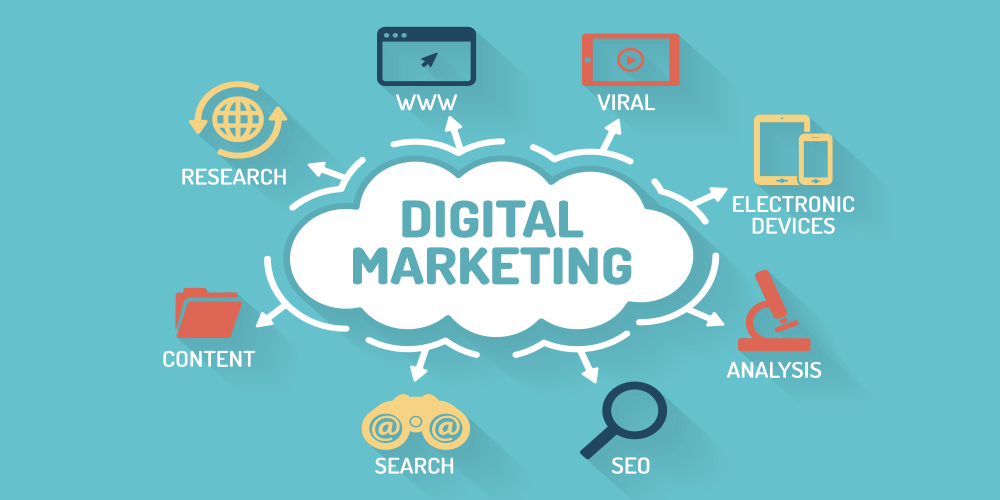 WWW
VIRAL
RESEARCH
ELECTRONIC
DEVICES
DIGITAL
MARKETING
CONTENT
ANALYSIS
@ @
SEARCH
SEO